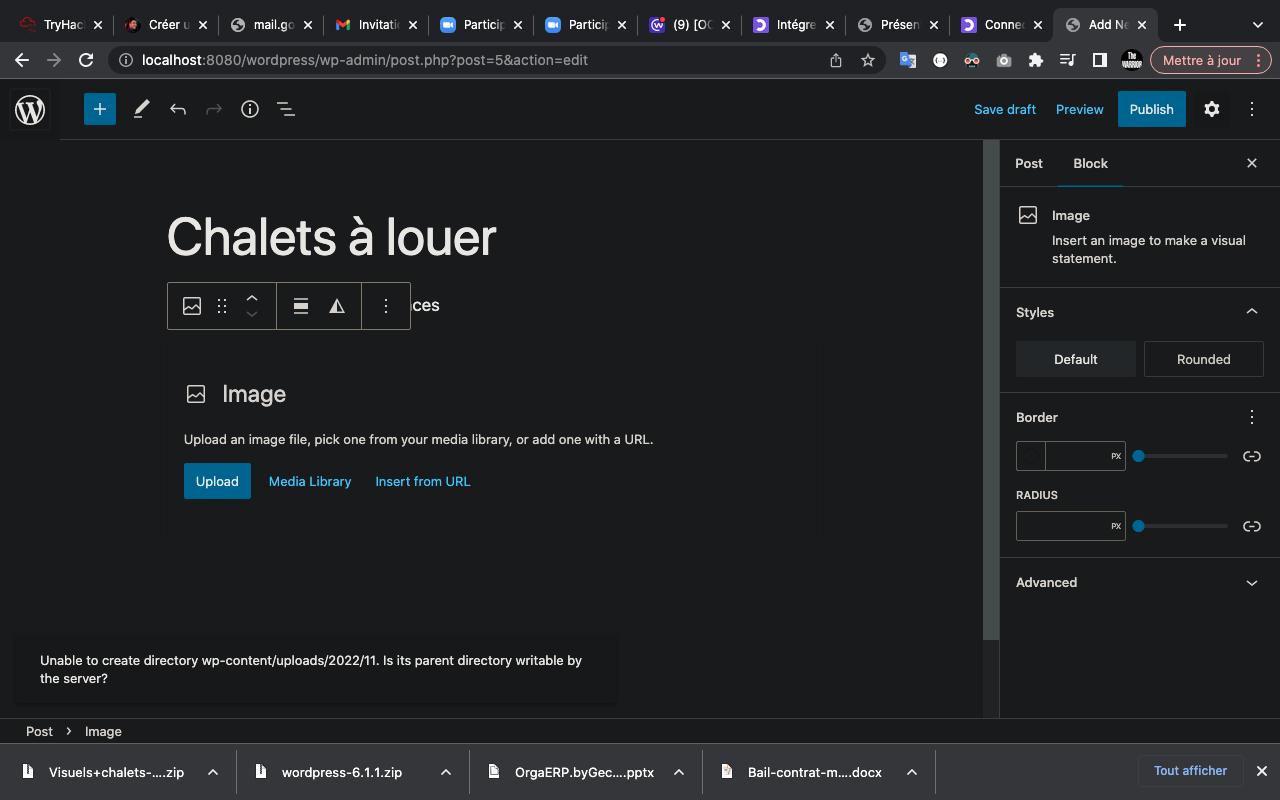 TryHac
Créer u
mail.go
Invitatio
Particip
Particip
(9) [OC
Intégre
Présen
Connec
Add Ne
localhost:8080/wordpress/wp-admin/post.php?post=5&action=edit
Mettre à jour
Save draft
Preview
Publish
Post
Block
Chalets à louer
Image
Insert an image to make a visual
statement.
ces
Styles
Default
Rounded
Image
Upload an image file, pick one from your media library, or add one with a URL.
Upload
Media Library
Insert from URL
Border
PX
RADIUS
PX
Advanced
Unable to create directory wp-content/uploads/2022/11. Is its parent directory writable by
the server?
Post
Image
Visuels+chalets-....zip
wordpress-6.1.1.zip
OrgaERP.byGec....pptx
Bail-contrat-m....docx
Tout afficher